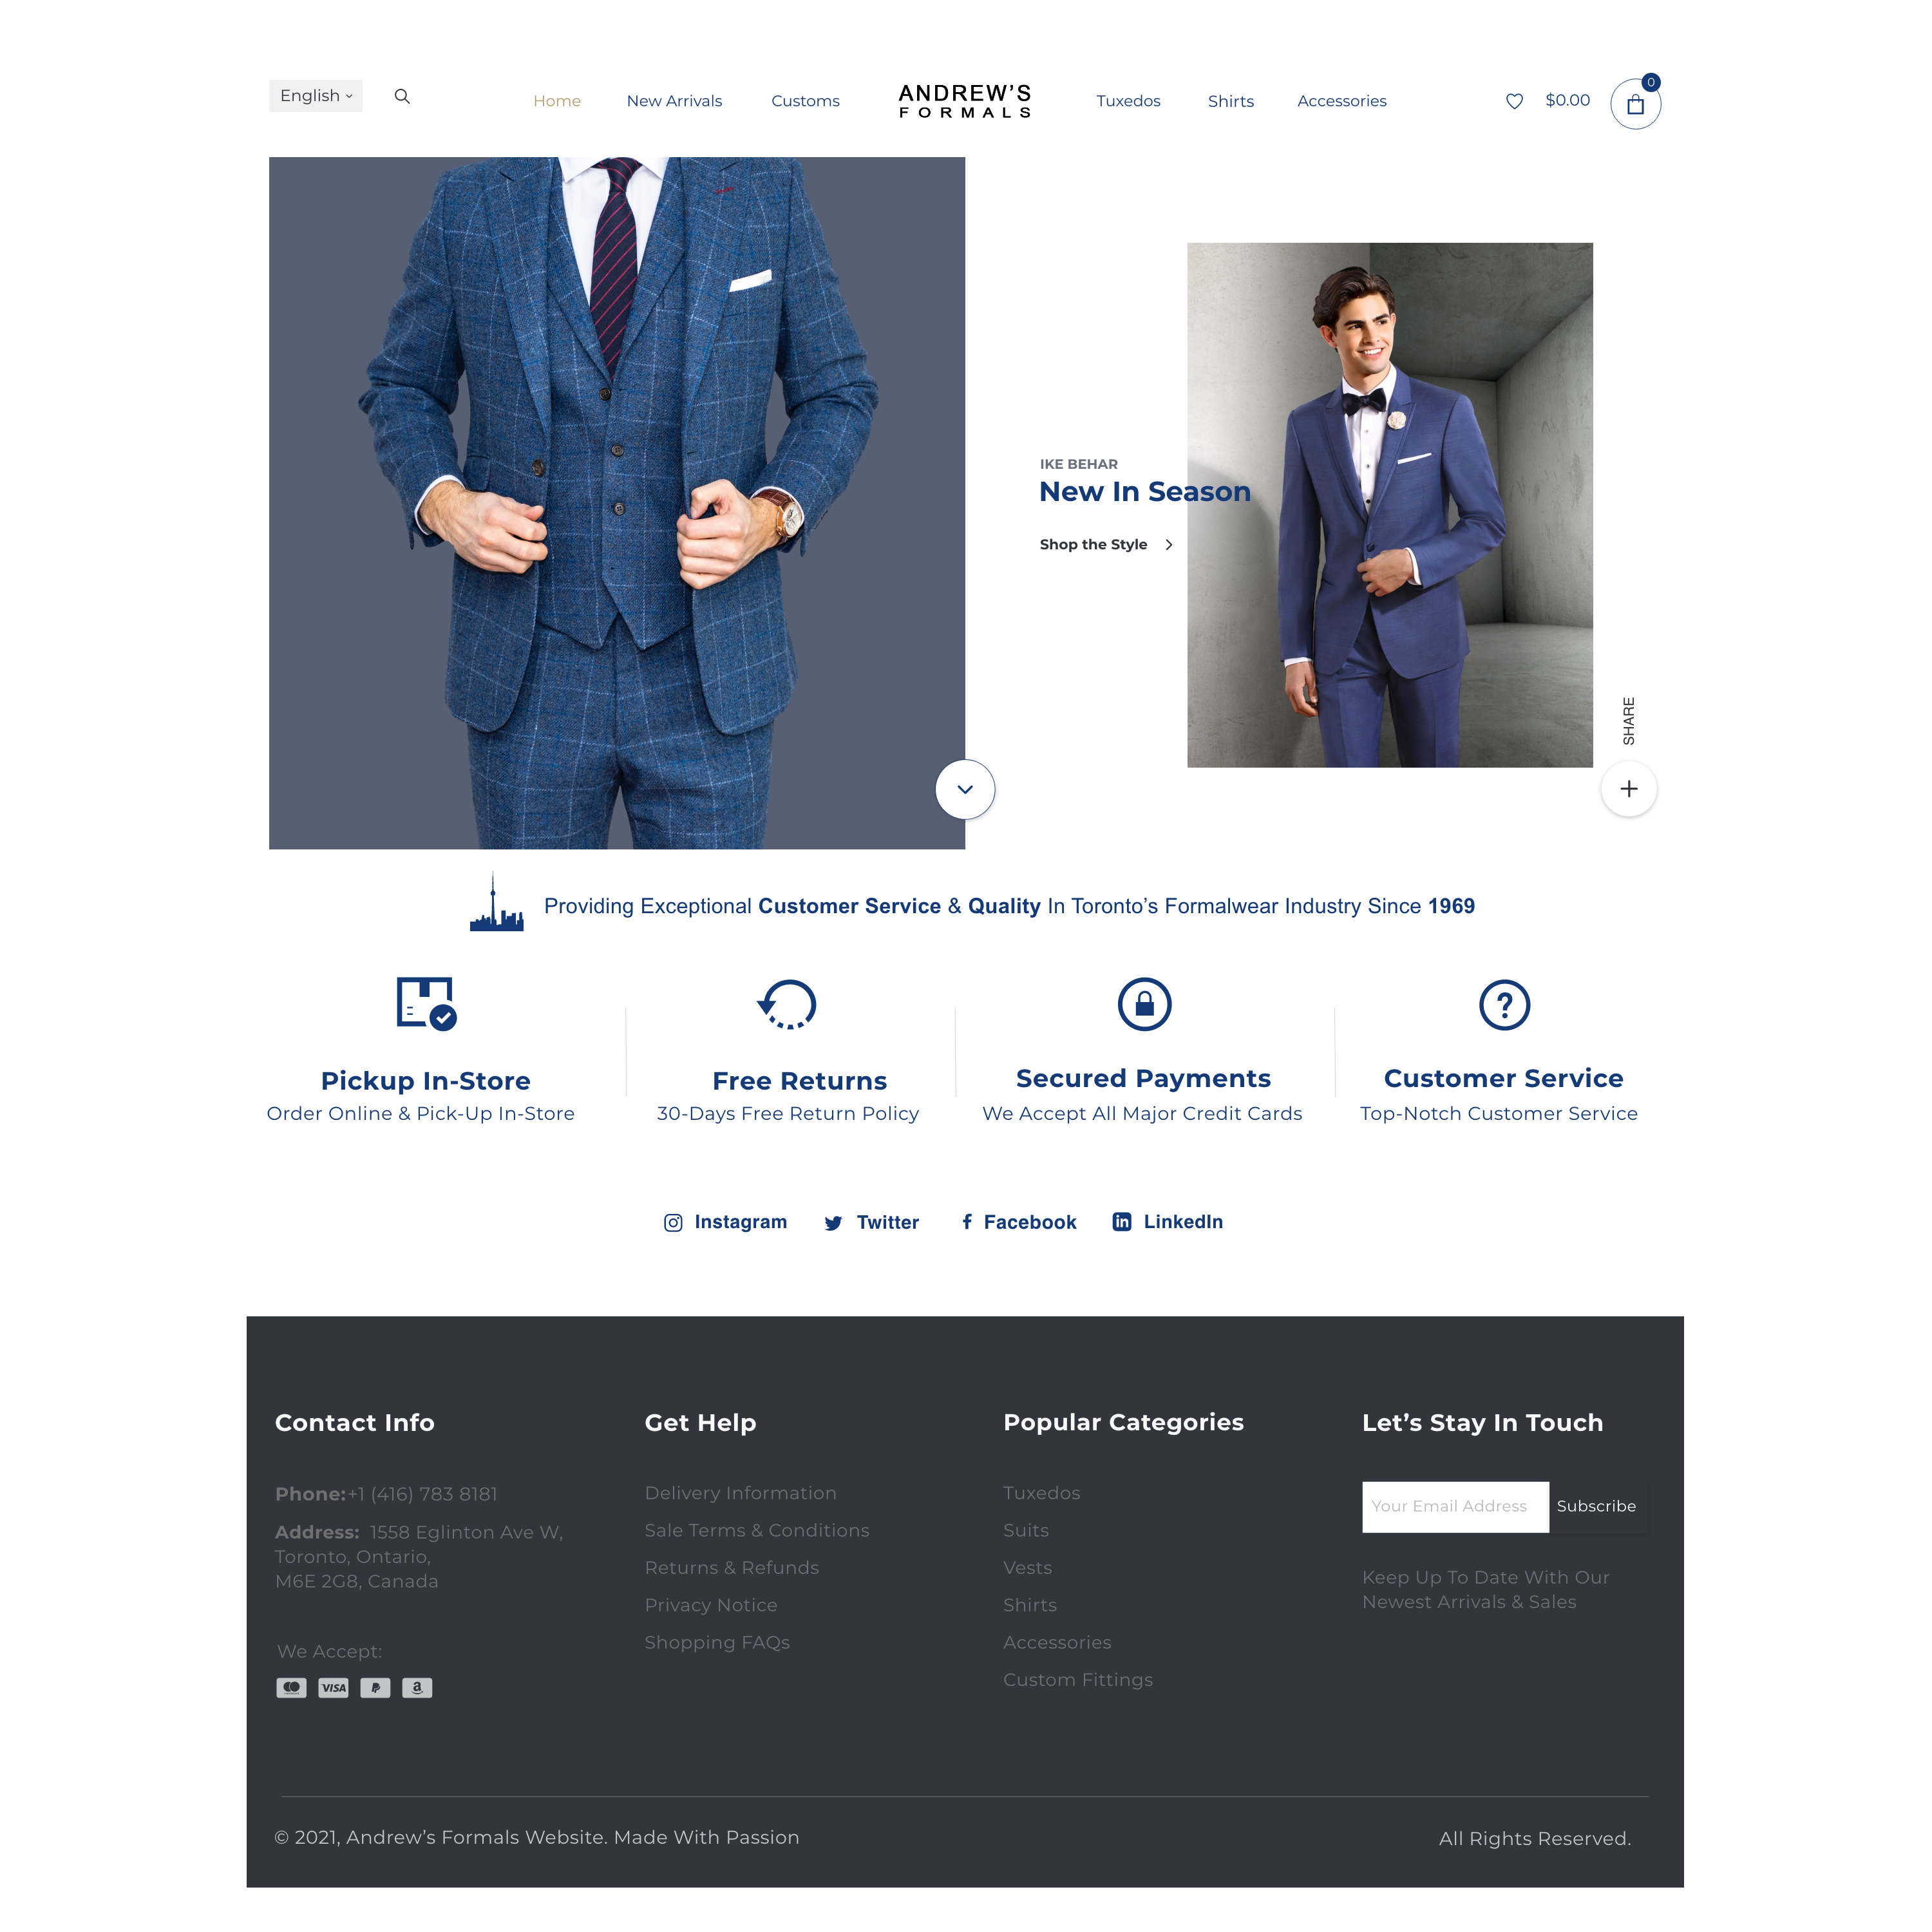 English
Home
New Arrivals
Customs
ANDREW'S
FORMALS
Tuxedos
Shirts
Accessories
$0.00
0
IKE BEHAR
New In Season
Shop the Style
SHARE
Providing Exceptional Customer Service & Quality In Toronto's Formalwear Industry Since 1969
Pickup In-Store
Order Online & Pick-Up In-Store
Free Returns
30-Days Free Return Policy
Secured Payments
We Accept All Major Credit Cards
Customer Service
Top-Notch Customer Service
Instagram
Twitter
Facebook
LinkedIn
Contact Info
Phone:+1 (416) 783 8181
Address: 1558 Eglinton Ave W,
Toronto, Ontario,
M6E 2G8, Canada
We Accept:
VISA
Get Help
Delivery Information
Sale Terms & Conditions
Returns & Refunds
Privacy Notice
Shopping FAQs
Popular Categories
Tuxedos
Suits
Vests
Shirts
Accessories
Custom Fittings
Let's Stay In Touch
Your Email Address
Subscribe
Keep Up To Date With Our
Newest Arrivals & Sales
© 2021, Andrew's Formals Website. Made With Passion
All Rights Reserved.